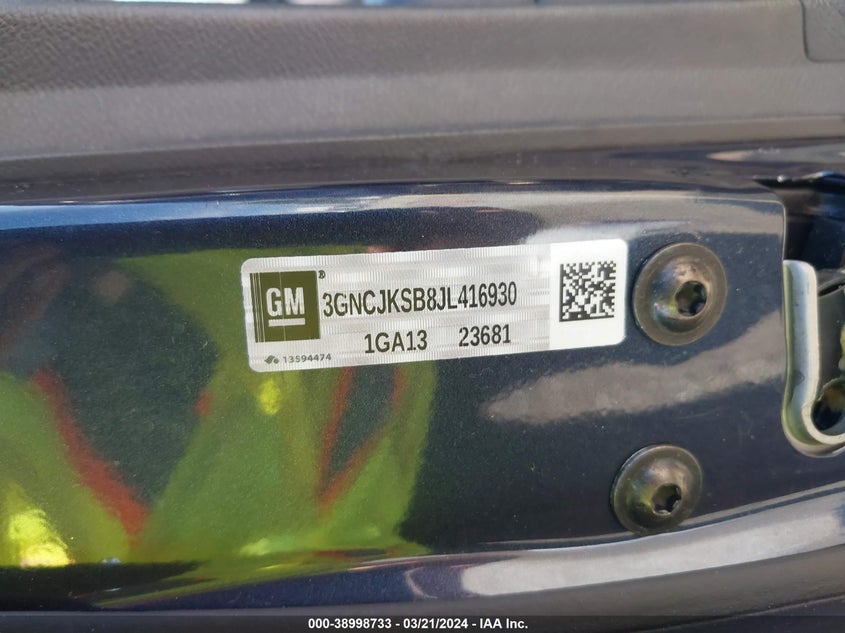 GM ® 3GNCJKSB8JL416930
1GA13 23681
13594474
000-38998733 - 03/21/2024 - IAA Inc.